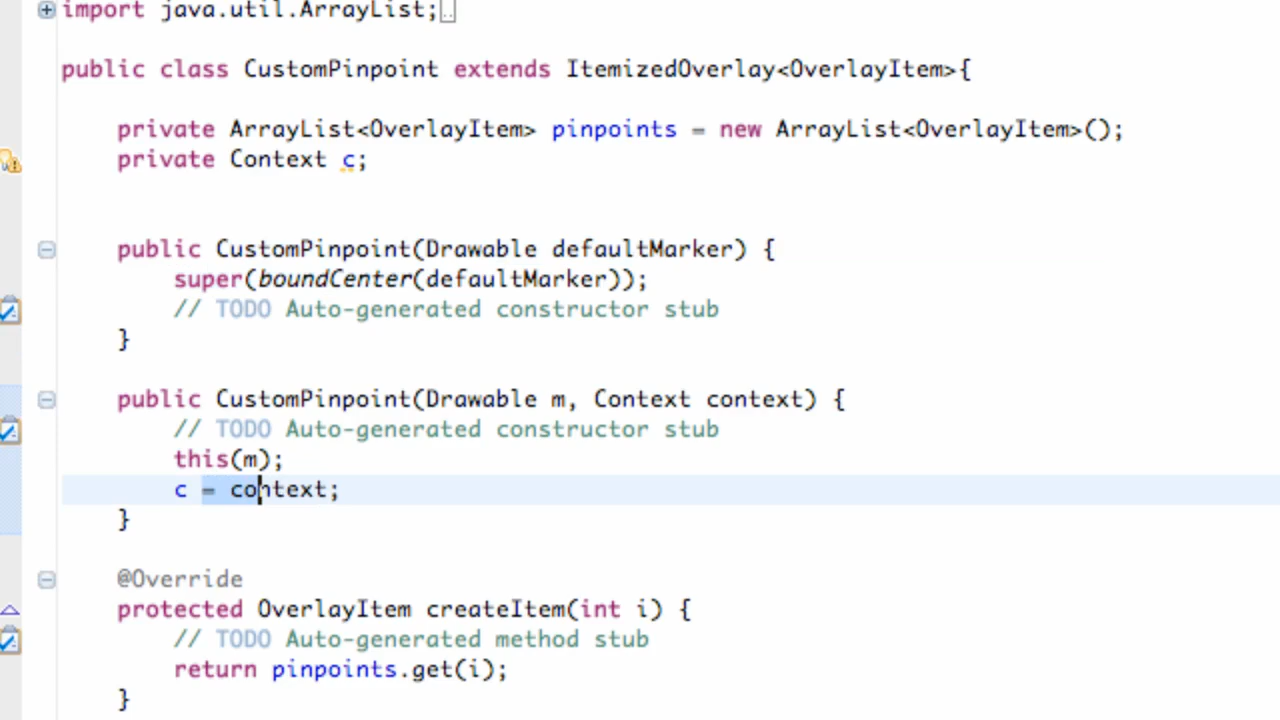 import java.util.ArrayList;
public class CustomPinpoint extends ItemizedOverlay<OverlayItem>{
private ArrayList<OverlayItem> pinpoints = new ArrayList<OverlayItem>();
private Context c;
public CustomPinpoint(Drawable defaultMarker) {
super(boundCenter(defaultMarker));
// TODO Auto-generated constructor stub
}
public CustomPinpoint(Drawable m, Context context) {
// TODO Auto-generated constructor stub
this(m);
c = context;
}
@Override
protected OverlayItem createItem(int i) {
// TODO Auto-generated method stub
return pinpoints.get(i);
}